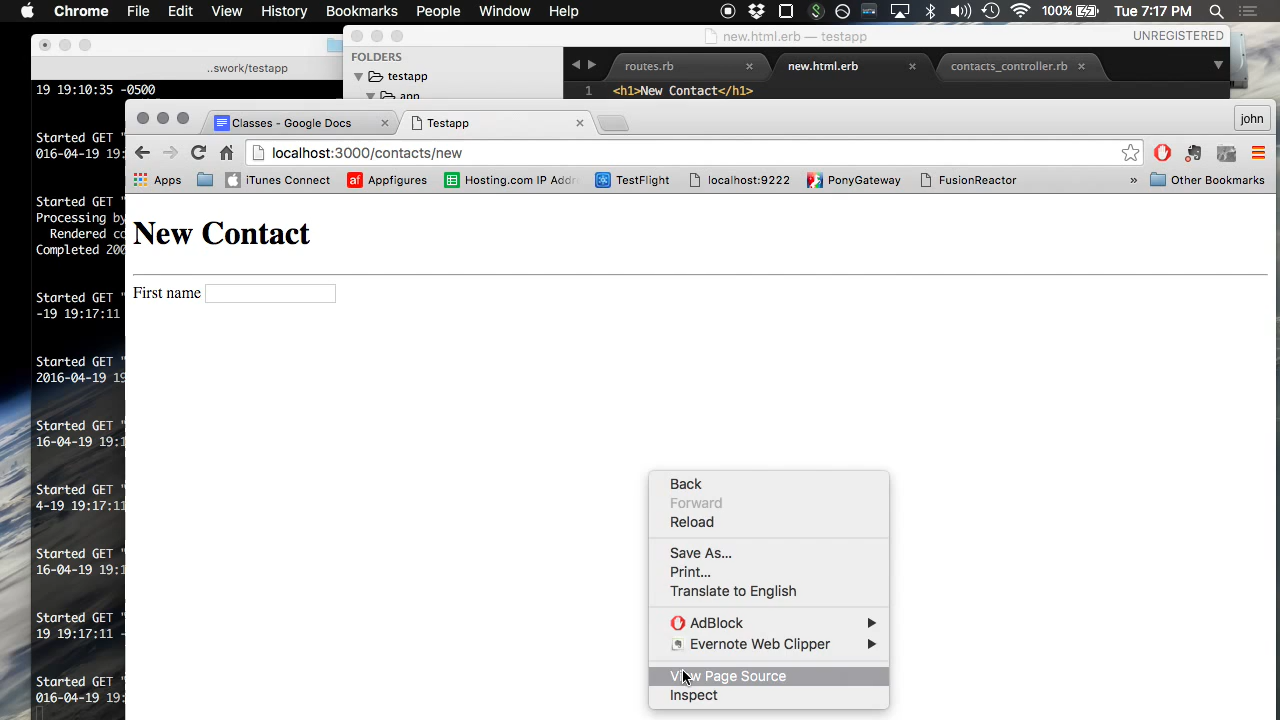 Chrome File Edit View History Bookmarks People Window Help 100% Tue 7:17 PM
new.html.erb — testapp UNREGISTERED
..swork/testapp
FOLDERS
testapp
app
routes.rb new.html.erb contacts_controller.rb
1 <h1>New Contact</h1>
19 19:10:35 -0500
Started GET "
016-04-19 19:
Started GET "
Processing by
Rendered co
Completed 200
Started GET "
-19 19:17:11
Started GET "
2016-04-19 19
Started GET "
16-04-19 19:1
Started GET "
4-19 19:17:11
Started GET "
16-04-19 19:1
Started GET "
19 19:17:11 -
Started GET "
016-04-19 19:
Classes - Google Docs Testapp john
localhost:3000/contacts/new
Apps iTunes Connect af Appfigures Hosting.com IP Addr TestFlight localhost:9222 PonyGateway FusionReactor » Other Bookmarks
New Contact
First name
Back
Forward
Reload
Save As...
Print...
Translate to English
AdBlock
Evernote Web Clipper
View Page Source
Inspect